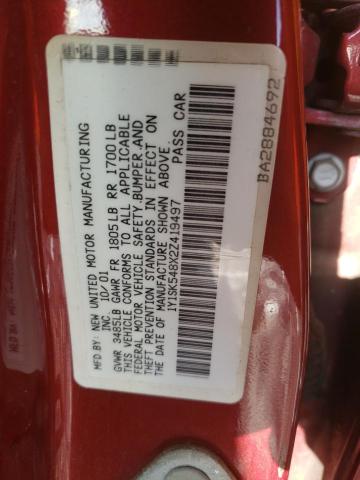 MFD BY: NEW UNITED MOTOR MANUFACTURING
INC. 10/01
GVWR 3485LB GAWR FR 1805LB RR 1700LB
THIS VEHICLE CONFORMS TO ALL APPLICABLE
FEDERAL MOTOR VEHICLE SAFETY,BUMPER,AND
THEFT PREVENTION STANDARDS IN EFFECT ON
THE DATE OF MANUFACTURE SHOWN ABOVE
1Y1SK548X2Z419497
PASS CAR
BA2884692